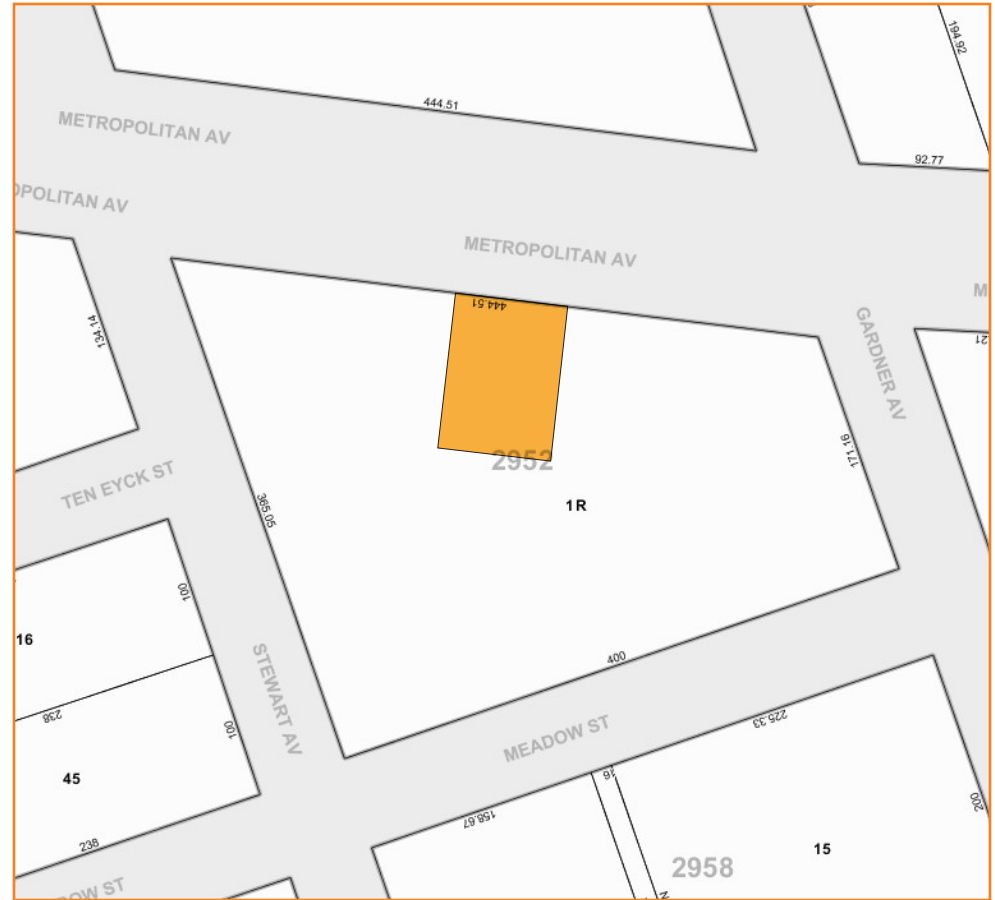 194.92
444.51
METROPOLITAN AV
92.77
OPOLITAN AV
METROPOLITAN AV
M
444.51
GARDNER AV
134.14
21
171.16
2952
TEN EYCK ST
365.05
1R
100
16
400
STEWART AV
238
225.33
100
MEADOW ST
45
16
200
158.67
238
15
2958
DOW ST
N